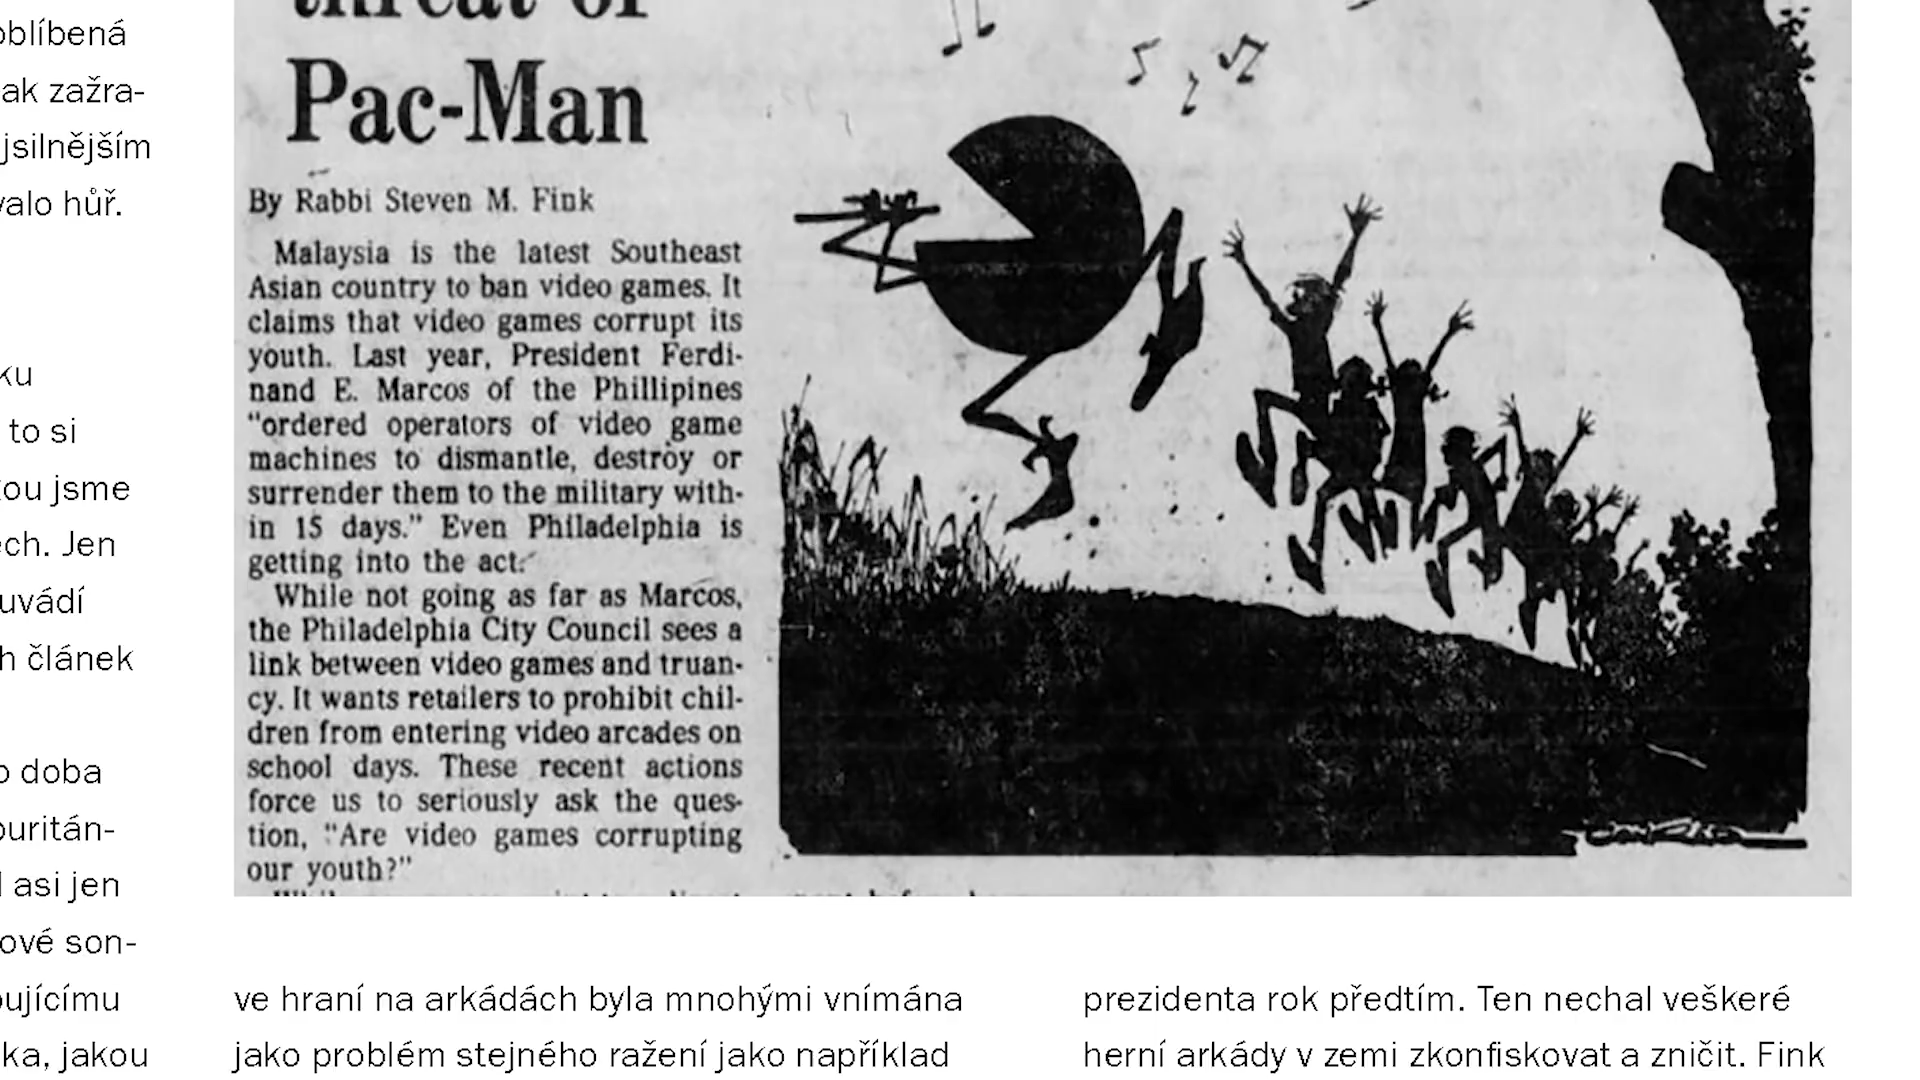 oblíbená
ak zažra-
jsilnějším
valo hůř.
ku
to si
ou jsme
ech. Jen
uvádí
h článek
o doba
puritán-
l asi jen
ové son-
oujícímu
ka, jakou
threat of
Pac-Man
By Rabbi Steven M. Fink
Malaysia is the latest Southeast
Asian country to ban video games. It
claims that video games corrupt its
youth. Last year, President Ferdi-
nand E. Marcos of the Phillipines
"ordered operators of video game
machines to dismantle, destroy or
surrender them to the military with-
in 15 days." Even Philadelphia is
getting into the act.
While not going as far as Marcos,
the Philadelphia City Council sees a
link between video games and truan-
cy. It wants retailers to prohibit chil-
dren from entering video arcades on
school days. These recent actions
force us to seriously ask the ques-
tion, "Are video games corrupting
our youth?"
ve hraní na arkádách byla mnohými vnímána
jako problém stejného ražení jako například
prezidenta rok předtím. Ten nechal veškeré
herní arkády v zemi zkonfiskovat a zničit. Fink